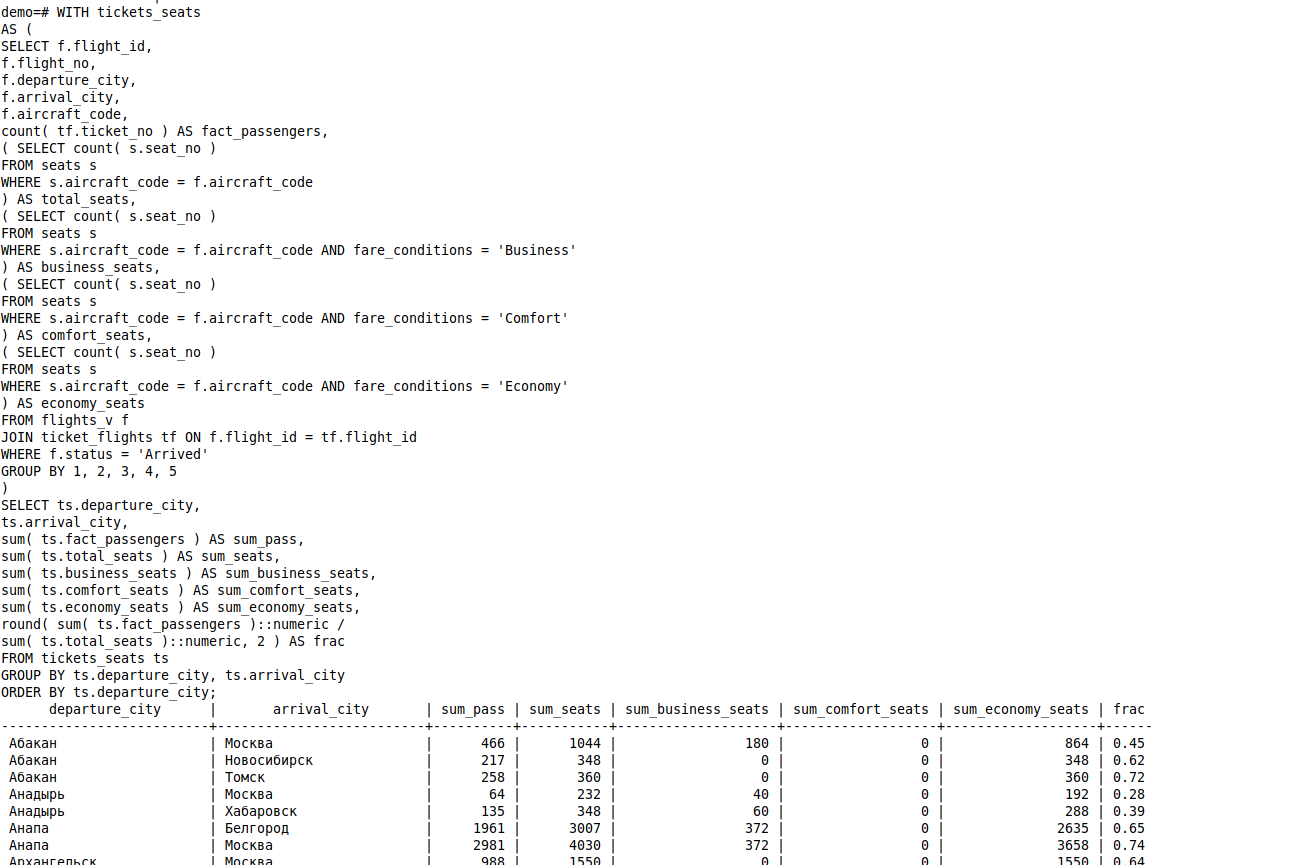 demo=# WITH tickets_seats
AS (
SELECT f.flight_id,
f.flight_no,
f.departure_city,
f.arrival_city,
f.aircraft_code,
count( tf.ticket_no ) AS fact_passengers,
( SELECT count( s.seat_no )
FROM seats s
WHERE s.aircraft_code = f.aircraft_code
) AS total_seats,
( SELECT count( s.seat_no )
FROM seats s
WHERE s.aircraft_code = f.aircraft_code AND fare_conditions = 'Business'
) AS business_seats,
( SELECT count( s.seat_no )
FROM seats s
WHERE s.aircraft_code = f.aircraft_code AND fare_conditions = 'Comfort'
) AS comfort_seats,
( SELECT count( s.seat_no )
FROM seats s
WHERE s.aircraft_code = f.aircraft_code AND fare_conditions = 'Economy'
) AS economy_seats
FROM flights_v f
JOIN ticket_flights tf ON f.flight_id = tf.flight_id
WHERE f.status = 'Arrived'
GROUP BY 1, 2, 3, 4, 5
)
SELECT ts.departure_city,
ts.arrival_city,
sum( ts.fact_passengers ) AS sum_pass,
sum( ts.total_seats ) AS sum_seats,
sum( ts.business_seats ) AS sum_business_seats,
sum( ts.comfort_seats ) AS sum_comfort_seats,
sum( ts.economy_seats ) AS sum_economy_seats,
round( sum( ts.fact_passengers )::numeric /
sum( ts.total_seats )::numeric, 2 ) AS frac
FROM tickets_seats ts
GROUP BY ts.departure_city, ts.arrival_city
ORDER BY ts.departure_city;
departure_city | arrival_city | sum_pass | sum_seats | sum_business_seats | sum_comfort_seats | sum_economy_seats | frac
--------------------------+--------------------------+----------+-----------+--------------------+-------------------+-------------------+------
Абакан | Москва | 466 | 1044 | 180 | 0 | 864 | 0.45
Абакан | Новосибирск | 217 | 348 | 0 | 0 | 348 | 0.62
Абакан | Томск | 258 | 360 | 0 | 0 | 360 | 0.72
Анадырь | Москва | 64 | 232 | 40 | 0 | 192 | 0.28
Анадырь | Хабаровск | 135 | 348 | 60 | 0 | 288 | 0.39
Анапа | Белгород | 1961 | 3007 | 372 | 0 | 2635 | 0.65
Анапа | Москва | 2981 | 4030 | 372 | 0 | 3658 | 0.74
Архангельск | Москва | 988 | 1550 | 0 | 0 | 1550 | 0.64